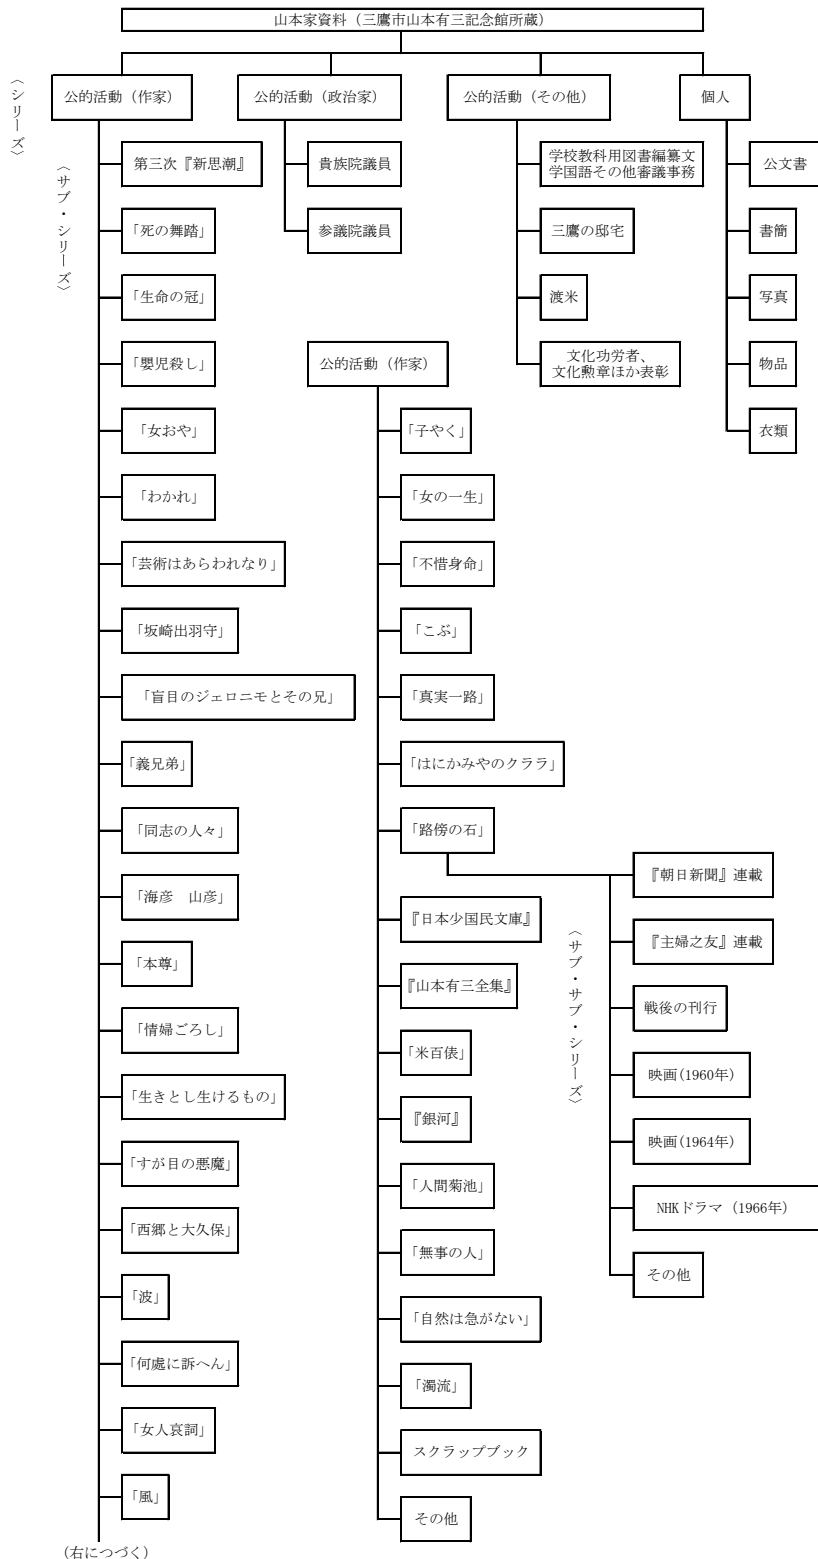 山本家資料（三鷹市山本有三記念館所蔵）
〈シリーズ〉
公的活動（作家）
公的活動（政治家）
公的活動（その他）
個人
〈サブ・シリーズ〉
第三次『新思潮』
「死の舞踏」
「生命の冠」
「嬰児殺し」
「女おや」
「わかれ」
「芸術はあらわれなり」
「坂崎出羽守」
「盲目のジェロニモとその兄」
「義兄弟」
「同志の人々」
「海彦　山彦」
「本尊」
「情婦ごろし」
「生きとし生けるもの」
「すが目の悪魔」
「西郷と大久保」
「波」
「何處に訴へん」
「女人哀詞」
「風」
（右につづく）
貴族院議員
参議院議員
学校教科用図書編纂文
学国語その他審議事務
三鷹の邸宅
渡米
文化功労者、
文化勲章ほか表彰
公文書
書簡
写真
物品
衣類
公的活動（作家）
「子やく」
「女の一生」
「不惜身命」
「こぶ」
「真実一路」
「はにかみやのクララ」
「路傍の石」
『日本少国民文庫』
『山本有三全集』
「米百俵」
『銀河』
「人間菊池」
「無事の人」
「自然は急がない」
「濁流」
スクラップブック
その他
〈サブ・サブ・シリーズ〉
『朝日新聞』連載
『主婦之友』連載
戦後の刊行
映画(1960年)
映画(1964年)
NHKドラマ（1966年）
その他